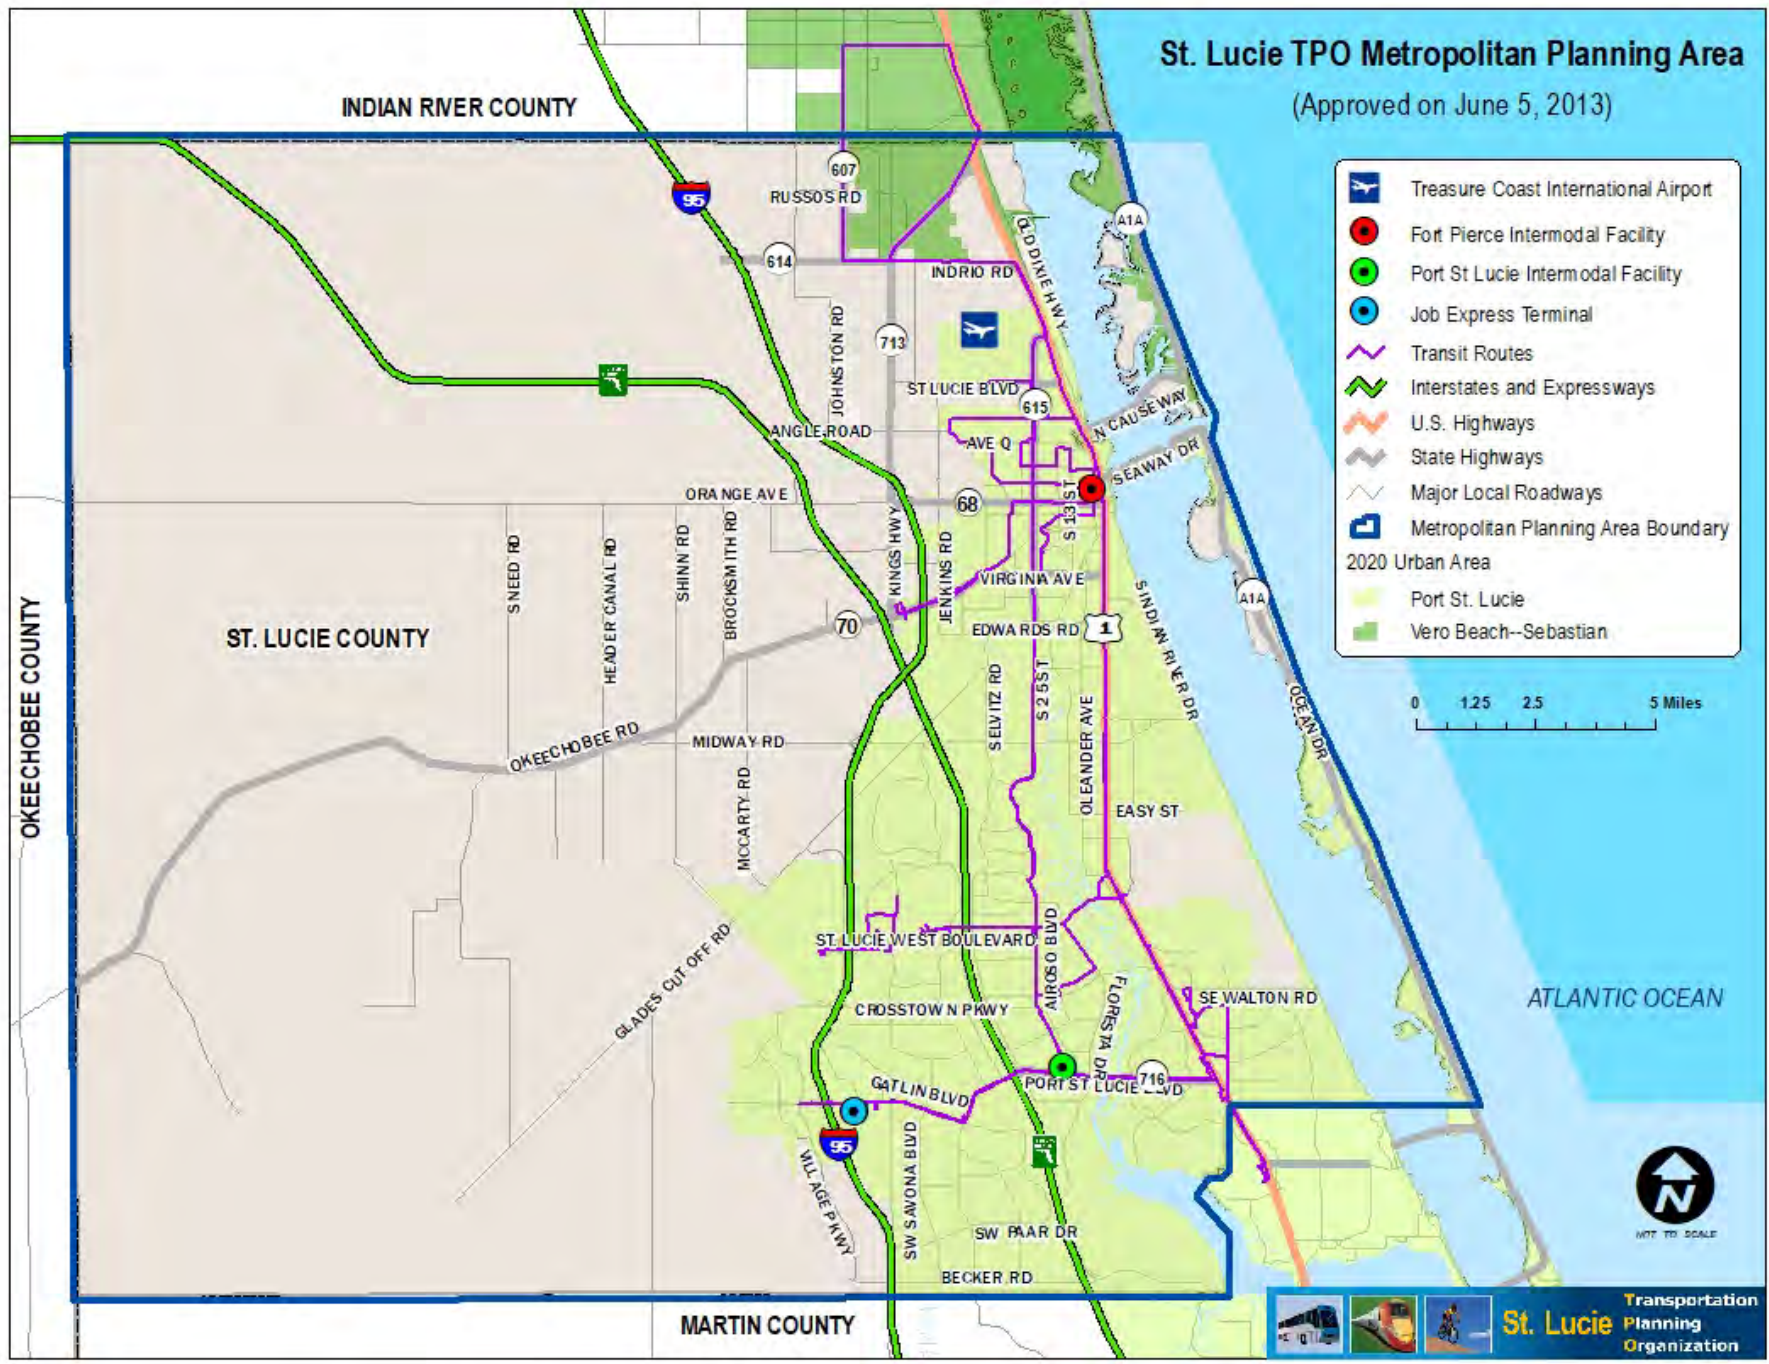 St. Lucie TPO Metropolitan Planning Area
(Approved on June 5, 2013)
INDIAN RIVER COUNTY
607
RUSSOS RD
95
A1A
614
INDRIO RD
OLD DIXIE HWY
JOHNSTON RD
713
ST LUCIE BLVD
615
N CAUSEWAY
ANGLE ROAD
AVE Q
SEAWAY DR
ORANGE AVE
68
S 13 ST
SNEED RD
HEADER CANAL RD
SHINN RD
BROCKSMITH RD
KINGS HWY
JENKINS RD
VIRGINIA AVE
A1A
70
EDWARDS RD
1
S INDIAN RIVER DR
OKEECHOBEE COUNTY
ST. LUCIE COUNTY
SELVITZ RD
S 25 ST
OLEANDER AVE
OCEAN DR
OKEECHOBEE RD
MIDWAY RD
MCCARTY RD
EASY ST
GLADES CUT OFF RD
ST. LUCIE WEST BOULEVARD
AIROSO BLVD
FLORESTA DR
SE WALTON RD
CROSSTOWN PKWY
GATLIN BLVD
PORT ST LUCIE BLVD
716
95
VILLAGE PKWY
SW SAVONA BLVD
SW PAAR DR
BECKER RD
MARTIN COUNTY
ATLANTIC OCEAN
Treasure Coast International Airport
Fort Pierce Intermodal Facility
Port St Lucie Intermodal Facility
Job Express Terminal
Transit Routes
Interstates and Expressways
U.S. Highways
State Highways
Major Local Roadways
Metropolitan Planning Area Boundary
2020 Urban Area
Port St. Lucie
Vero Beach--Sebastian
0 1.25 2.5 5 Miles
N
NOT TO SCALE
St. Lucie
Transportation
Planning
Organization